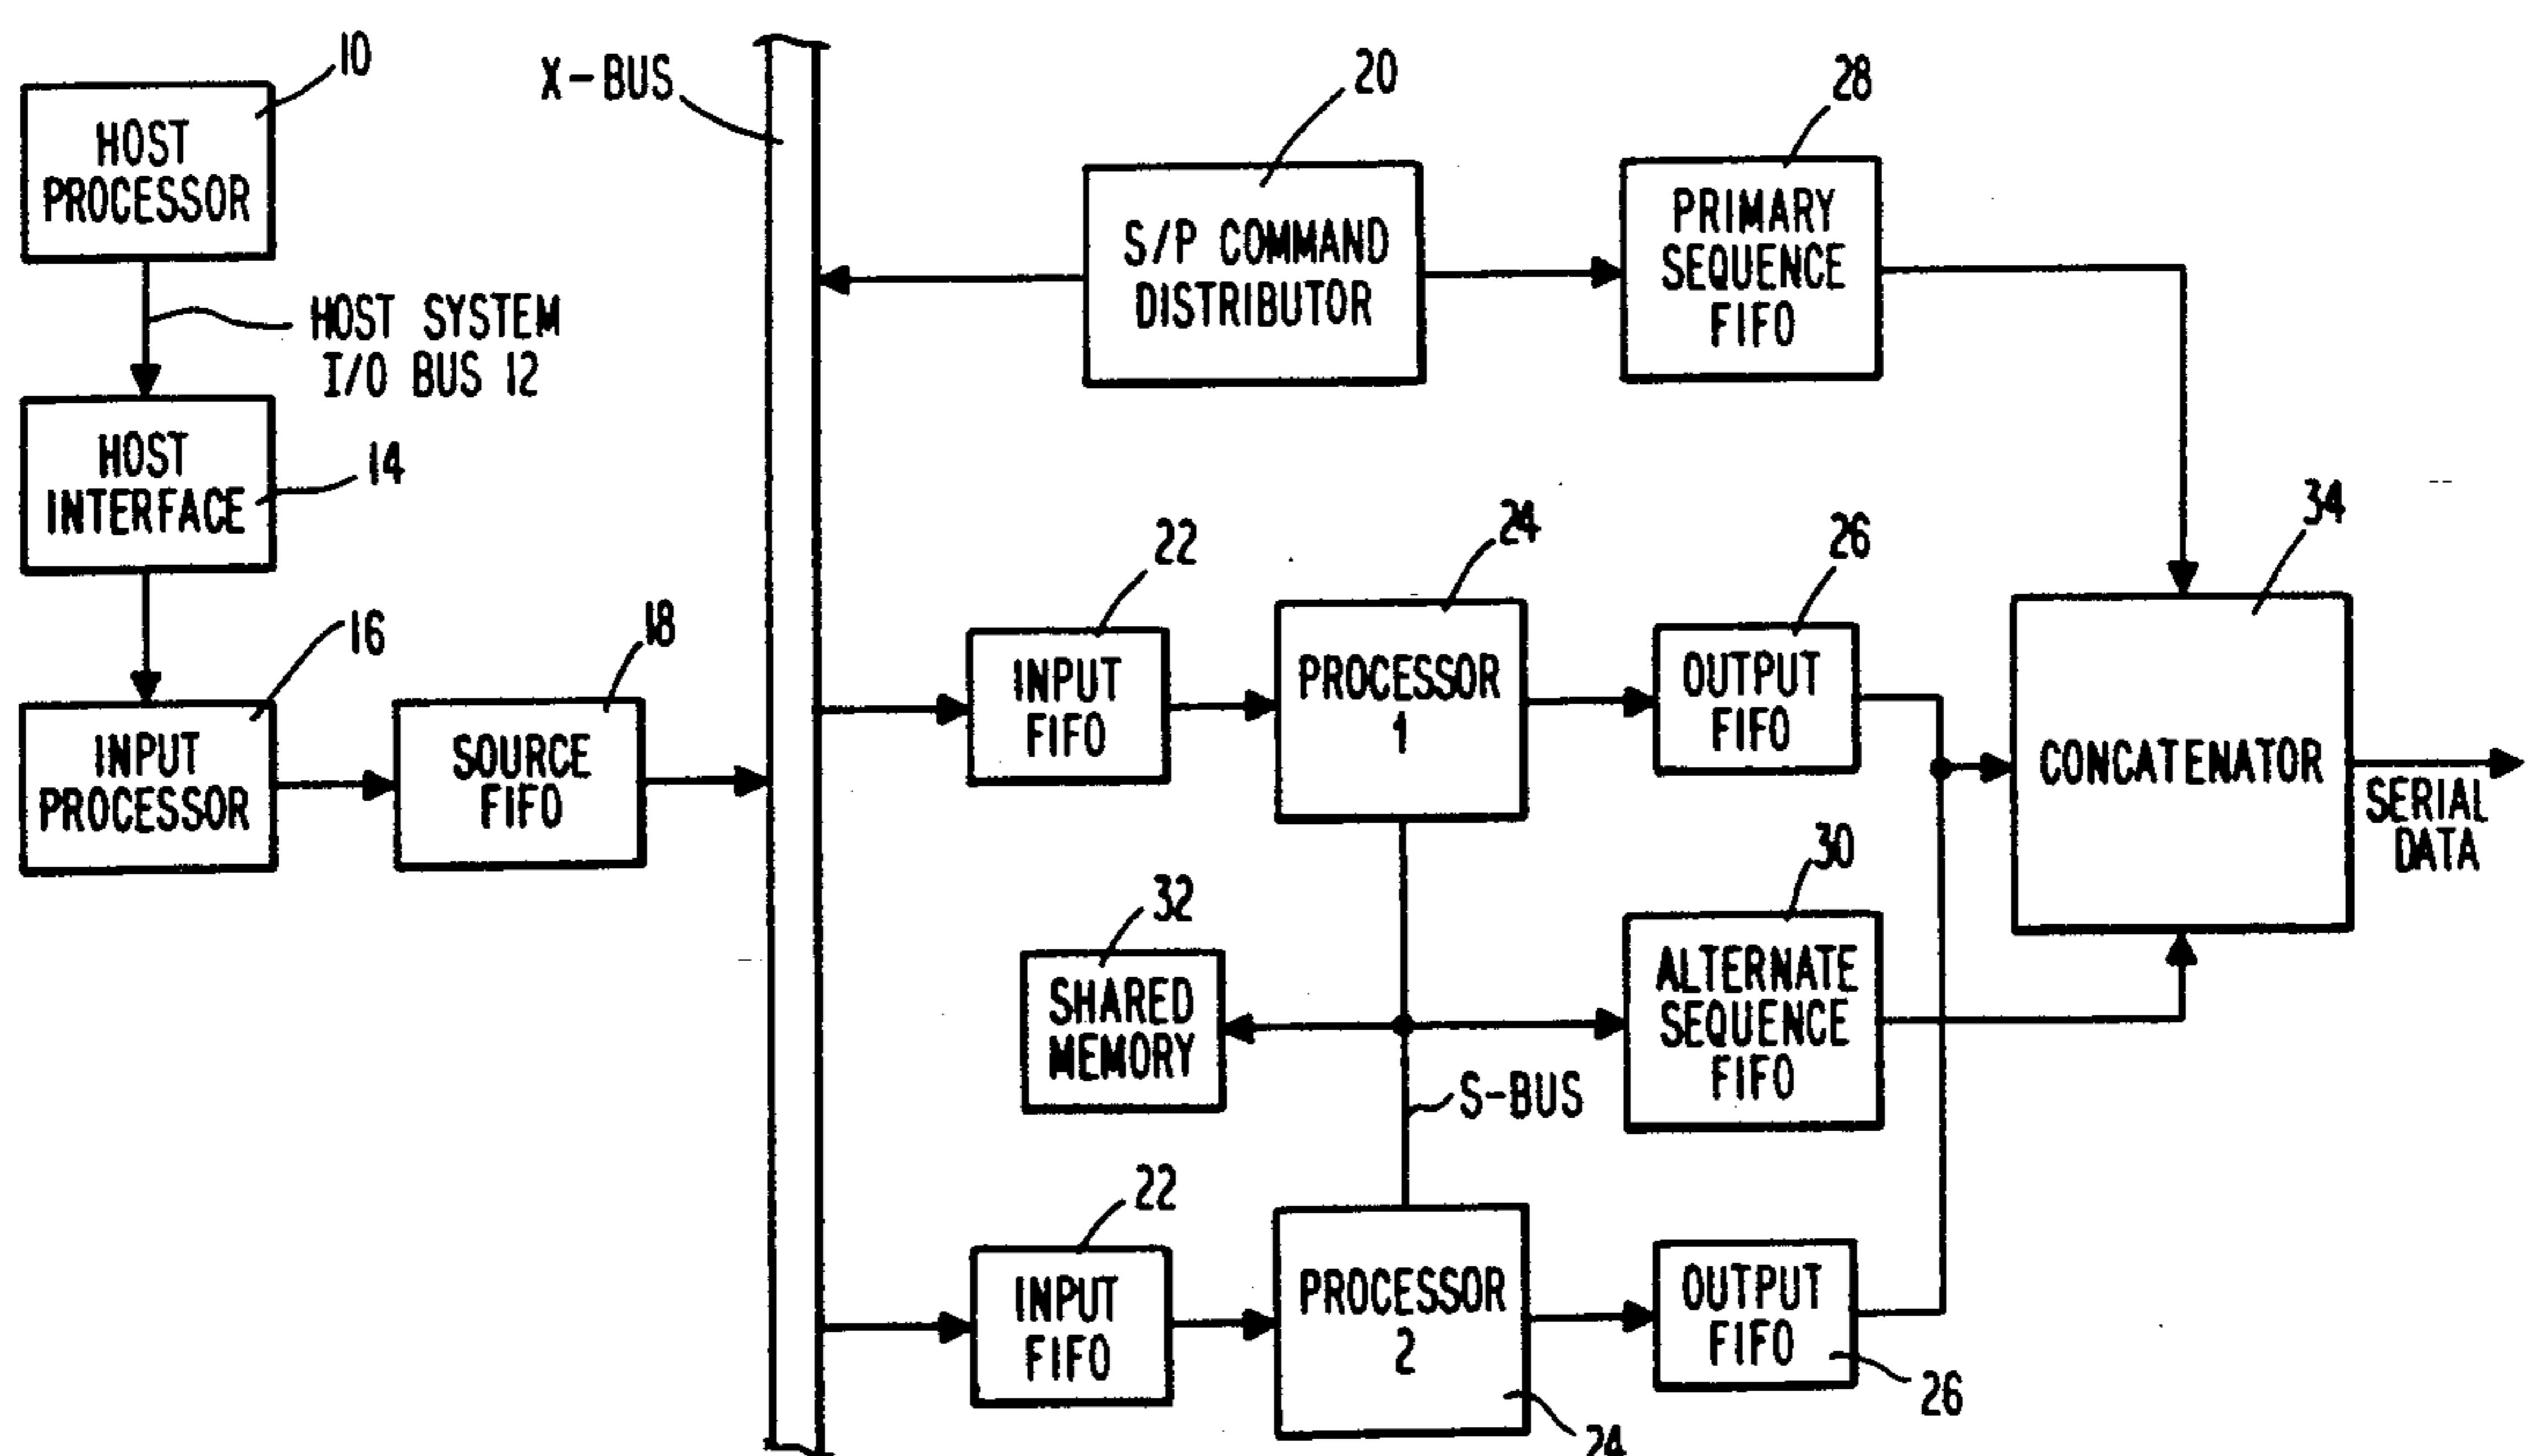 10
HOST
PROCESSOR
HOST SYSTEM
I/O BUS 12
HOST
INTERFACE
14
16
INPUT
PROCESSOR
18
SOURCE
FIFO
X-BUS
20
S/P COMMAND
DISTRIBUTOR
28
PRIMARY
SEQUENCE
FIFO
22
INPUT
FIFO
24
PROCESSOR
1
26
OUTPUT
FIFO
34
CONCATENATOR
SERIAL
DATA
32
SHARED
MEMORY
30
ALTERNATE
SEQUENCE
FIFO
S-BUS
22
INPUT
FIFO
PROCESSOR
2
24
OUTPUT
FIFO
26